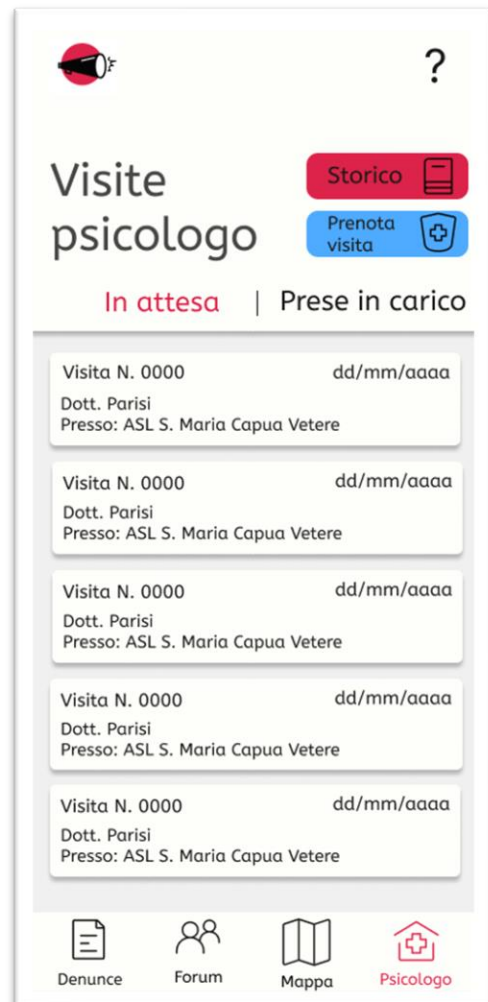 ?
Visite
psicologo
Storico
Prenota
visita
In attesa | Prese in carico
Visita N. 0000 dd/mm/aaaa
Dott. Parisi
Presso: ASL S. Maria Capua Vetere
Visita N. 0000 dd/mm/aaaa
Dott. Parisi
Presso: ASL S. Maria Capua Vetere
Visita N. 0000 dd/mm/aaaa
Dott. Parisi
Presso: ASL S. Maria Capua Vetere
Visita N. 0000 dd/mm/aaaa
Dott. Parisi
Presso: ASL S. Maria Capua Vetere
Visita N. 0000 dd/mm/aaaa
Dott. Parisi
Presso: ASL S. Maria Capua Vetere
Denunce Forum Mappa Psicologo